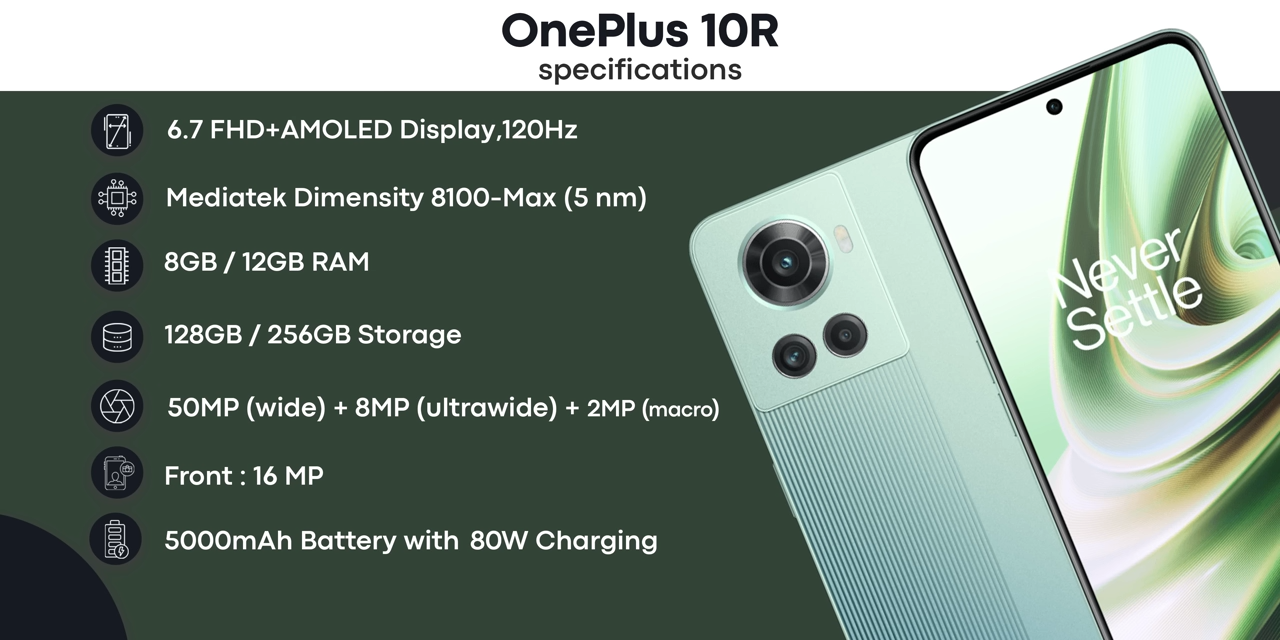 OnePlus 10R
specifications
6.7 FHD+AMOLED Display,120Hz
Mediatek Dimensity 8100-Max (5 nm)
8GB / 12GB RAM
128GB / 256GB Storage
50MP (wide) + 8MP (ultrawide) + 2MP (macro)
Front : 16 MP
5000mAh Battery with 80W Charging
Never
Settle